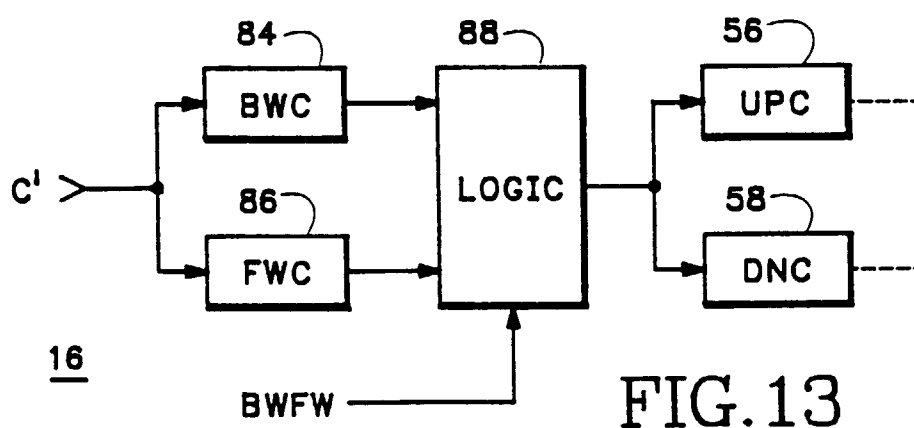 84
88
56
BWC
UPC
C'
LOGIC
86
58
FWC
DNC
16
BWFW
FIG.13